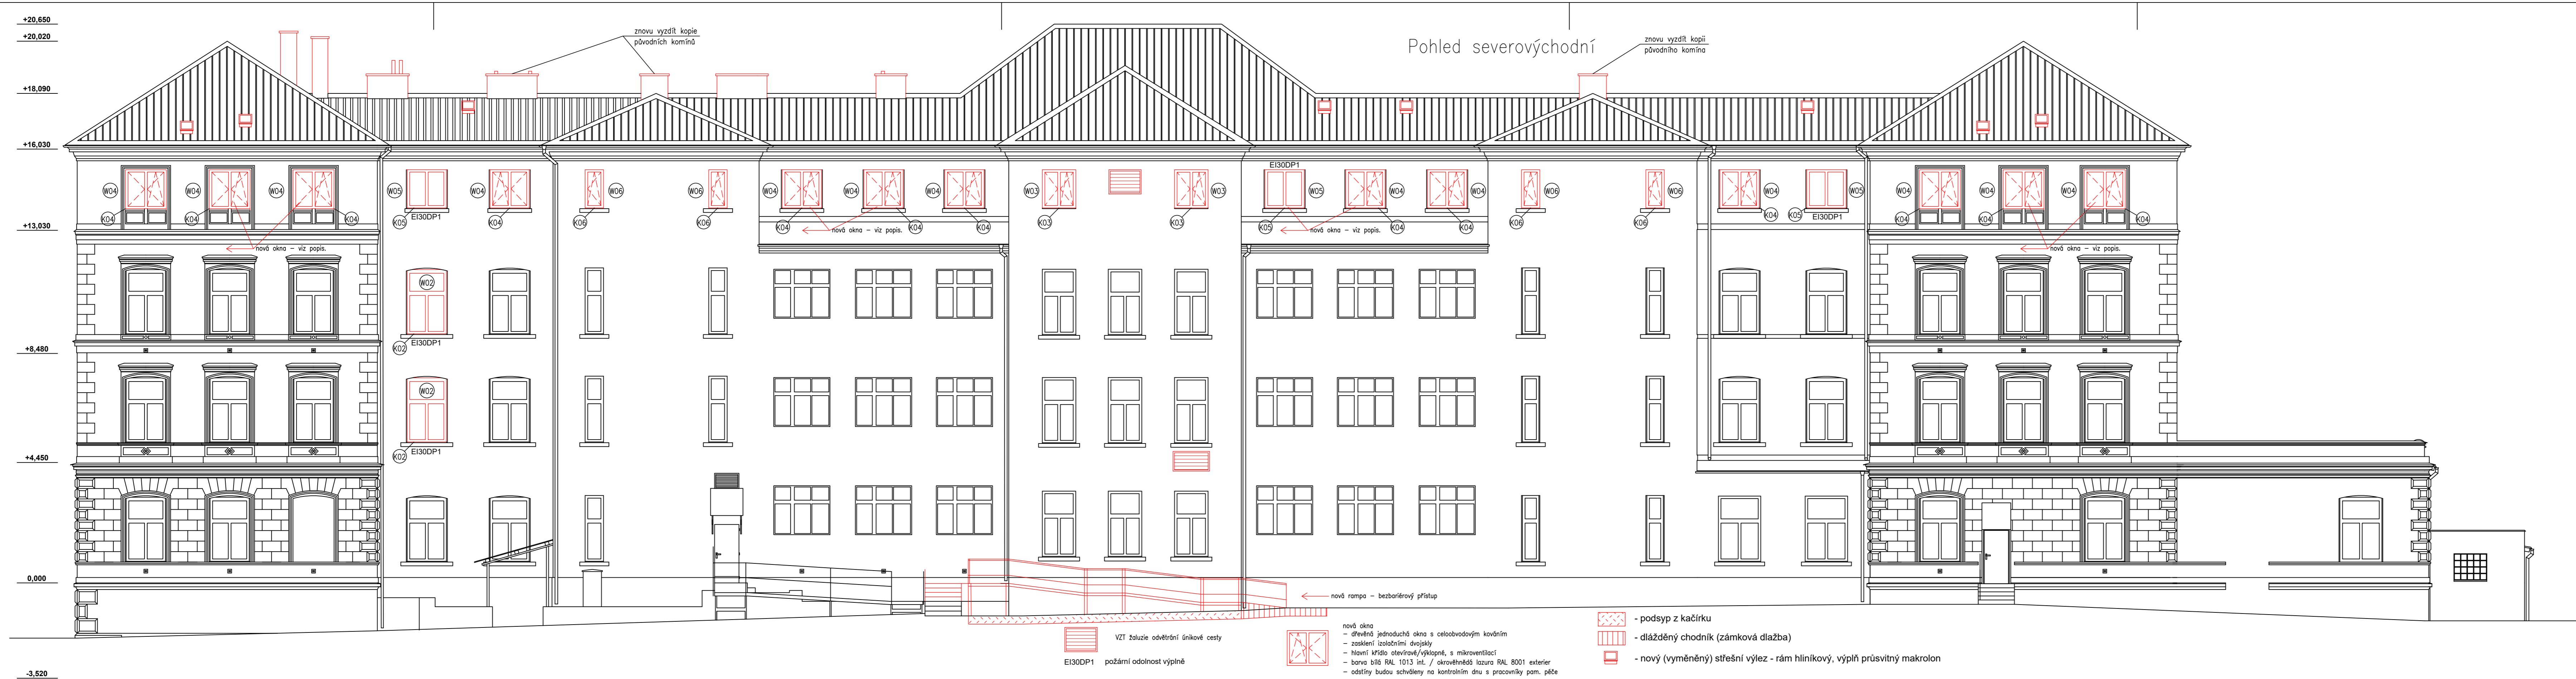 +20,650
+20,020
+18,090
+16,030
+13,030
+8,480
+4,450
0,000
-3,520
znovu vyzdít kopie
původních komínů
Pohled severovýchodní
znovu vyzdít kopii
původního komína
W04
W04
W04
W05
W04
W06
W06
W04
W04
W04
W03
W03
EI30DP1
W05
W04
W04
W06
W06
W04
W05
W04
W04
W04
K04
K04
K04
K05
EI30DP1
K04
K06
K06
K04
K04
K04
K03
K03
K05
K04
K04
K06
K06
K04
K05
EI30DP1
K04
K04
K04
nová okna – viz popis.
nová okna – viz popis.
nová okna – viz popis.
nová okna – viz popis.
W02
K02
EI30DP1
W02
K02
EI30DP1
nová rampa – bezbariérový přístup
VZT žaluzie odvětrání únikové cesty
EI30DP1 požární odolnost výplně
nová okna
– dřevěná jednoduchá okna s celoobvodovým kováním
– zasklení izolačními dvojskly
– hlavní křídlo otevíravé/výklopné, s mikroventilací
– barva bílá RAL 1013 int. / okrověhnědá lazura RAL 8001 exterier
– odstíny budou schváleny na kontrolním dnu s pracovníky pam. péče
- podsyp z kačírku
- dlážděný chodník (zámková dlažba)
- nový (vyměněný) střešní výlez - rám hliníkový, výplň průsvitný makrolon